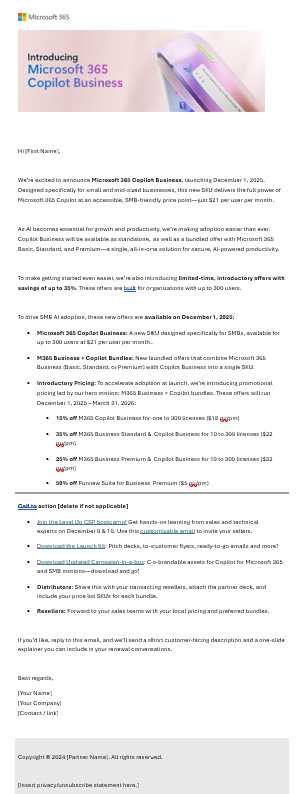 Microsoft 365
Introducing
Microsoft 365
Copilot Business
Hi [First Name],
We're excited to announce Microsoft 365 Copilot Business, launching December 1, 2025.
Designed specifically for small and mid-sized businesses, this new SKU delivers the full power of
Microsoft 365 Copilot at an accessible, SMB-friendly price point—just $21 per user per month.
As AI becomes essential for growth and productivity, we're making adoption easier than ever.
Copilot Business will be available as standalone, as well as a bundled offer with Microsoft 365
Basic, Standard, and Premium—a single, all-in-one solution for secure, AI-powered productivity.
To make getting started even easier, we're also introducing limited-time, introductory offers with
savings of up to 35%. These offers are built for organizations with up to 300 users.
To drive SMB AI adoption, these new offers are available on December 1, 2025:
• Microsoft 365 Copilot Business: A new SKU designed specifically for SMBs, available for
up to 300 users at $21 per user per month.
• M365 Business + Copilot Bundles: New bundled offers that combine Microsoft 365
Business (Basic, Standard, or Premium) with Copilot Business into a single SKU.
• Introductory Pricing: To accelerate adoption at launch, we're introducing promotional
pricing led by our hero motion: M365 Business + Copilot bundles. These offers will run
December 1, 2025 – March 31, 2026:
• 15% off M365 Copilot Business for one to 300 licenses ($18 pu/pm)
• 35% off M365 Business Standard & Copilot Business for 10 to 300 licenses ($22
pu/pm)
• 25% off M365 Business Premium & Copilot Business for 10 to 300 licenses ($32
pu/pm)
• 50% off Purview Suite for Business Premium ($5 pu/pm)
Call to action [delete if not applicable]
• Join the Level Up CSP bootcamp! Get hands-on learning from sales and technical
experts on December 9 & 10. Use this customizable email to invite your sellers.
• Download the Launch Kit: Pitch decks, to-customer flyers, ready-to-go emails and more!
• Download Updated Campaign-in-a-box: Co-brandable assets for Copilot for Microsoft 365
and SMB motions—download and go!
• Distributors: Share this with your transacting resellers, attach the partner deck, and
include your price list SKUs for each bundle.
• Resellers: Forward to your sales teams with your local pricing and preferred bundles.
If you'd like, reply to this email, and we'll send a short customer-facing description and a one-slide
explainer you can include in your renewal conversations.
Best regards,
[Your Name]
[Your Company]
[Contact / link]
Copyright © 2024 [Partner Name]. All rights reserved.
[Insert privacy/unsubscribe statement here.]